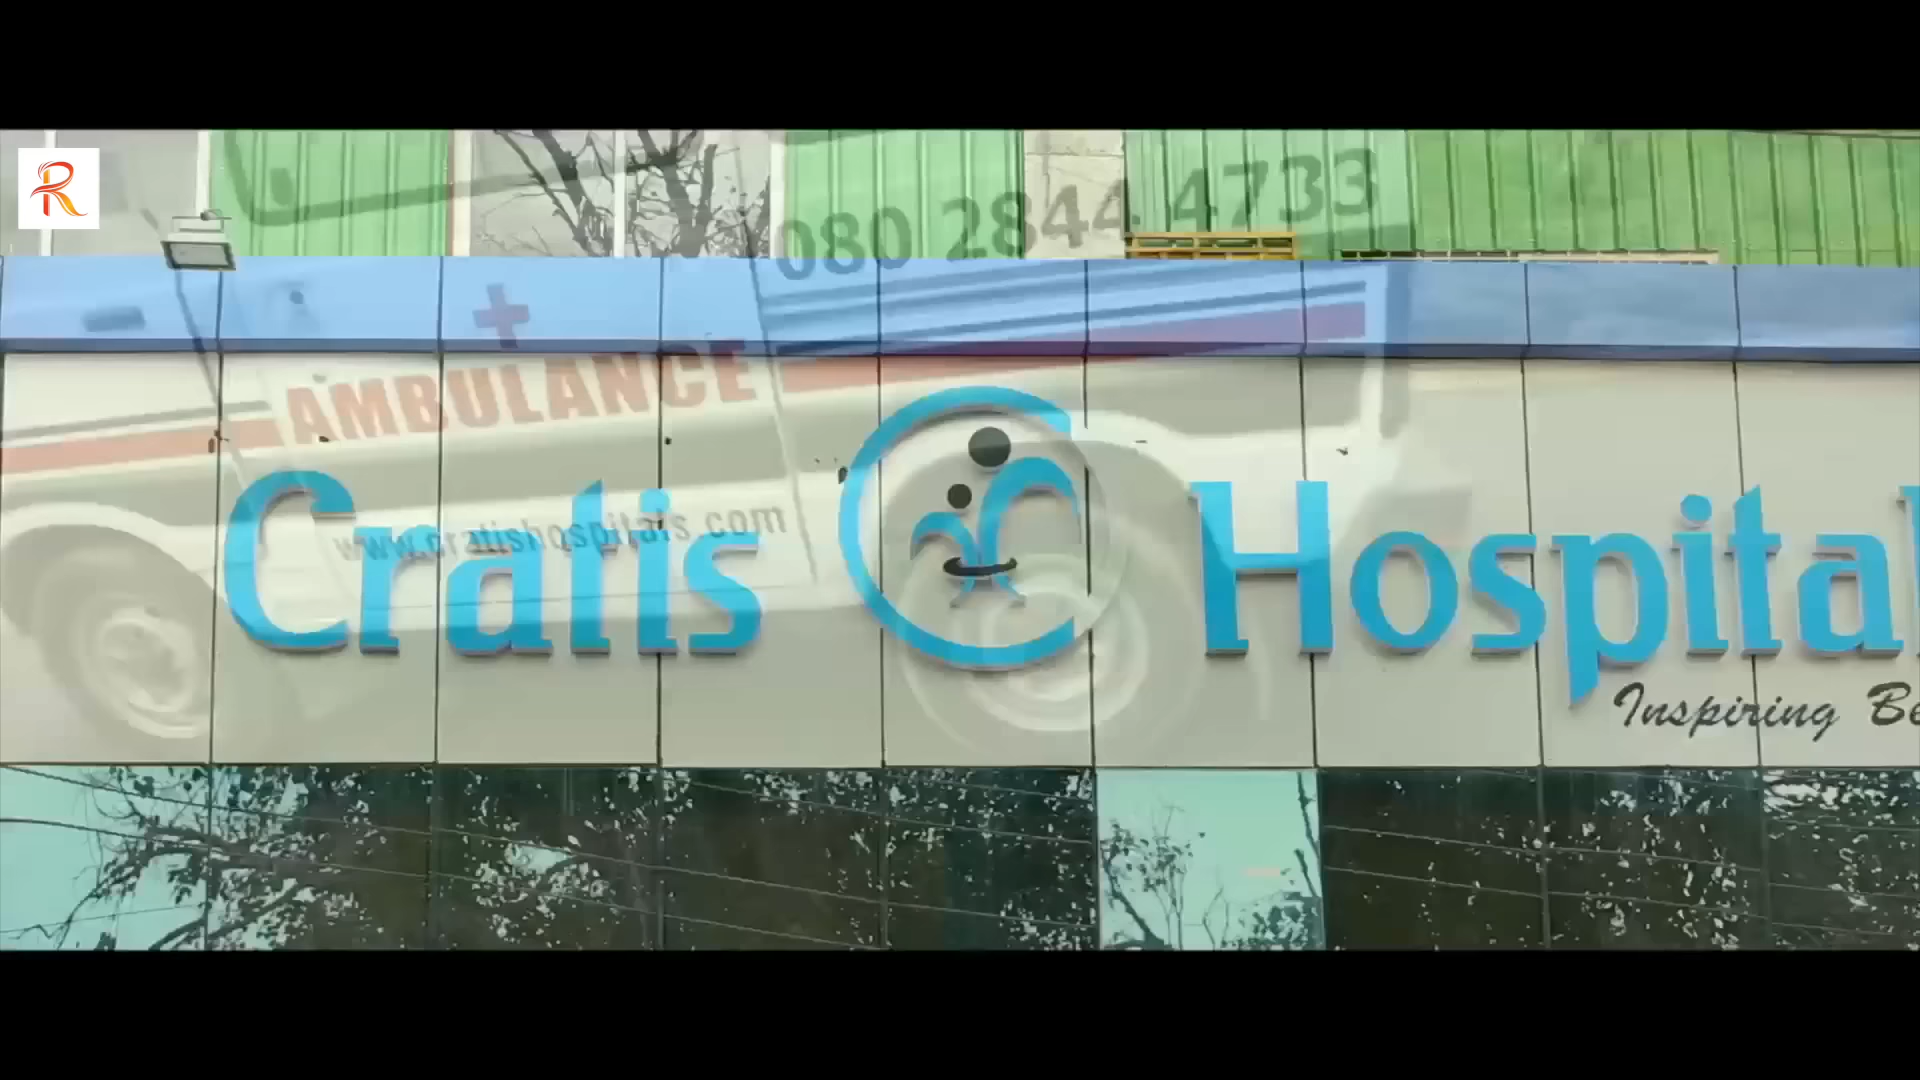 R
080 2844 4733
AMBULANCE
www.cratishospitals.com
Cratis Hospital
Inspiring Be